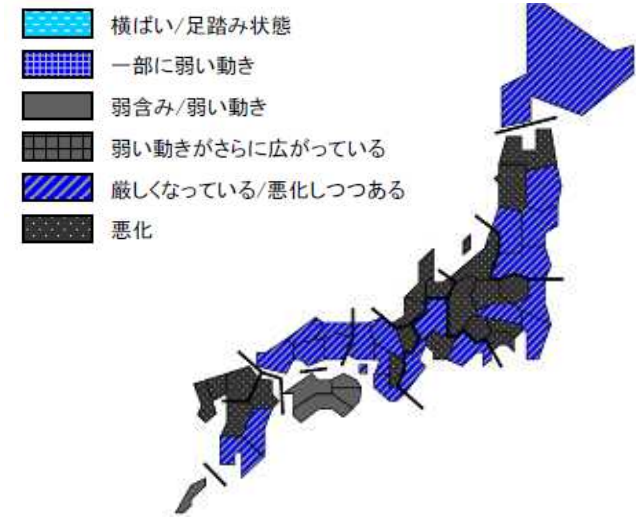 横ばい/足踏み状態
一部に弱い動き
弱含み/弱い動き
弱い動きがさらに広がっている
厳しくなっている/悪化しつつある
悪化